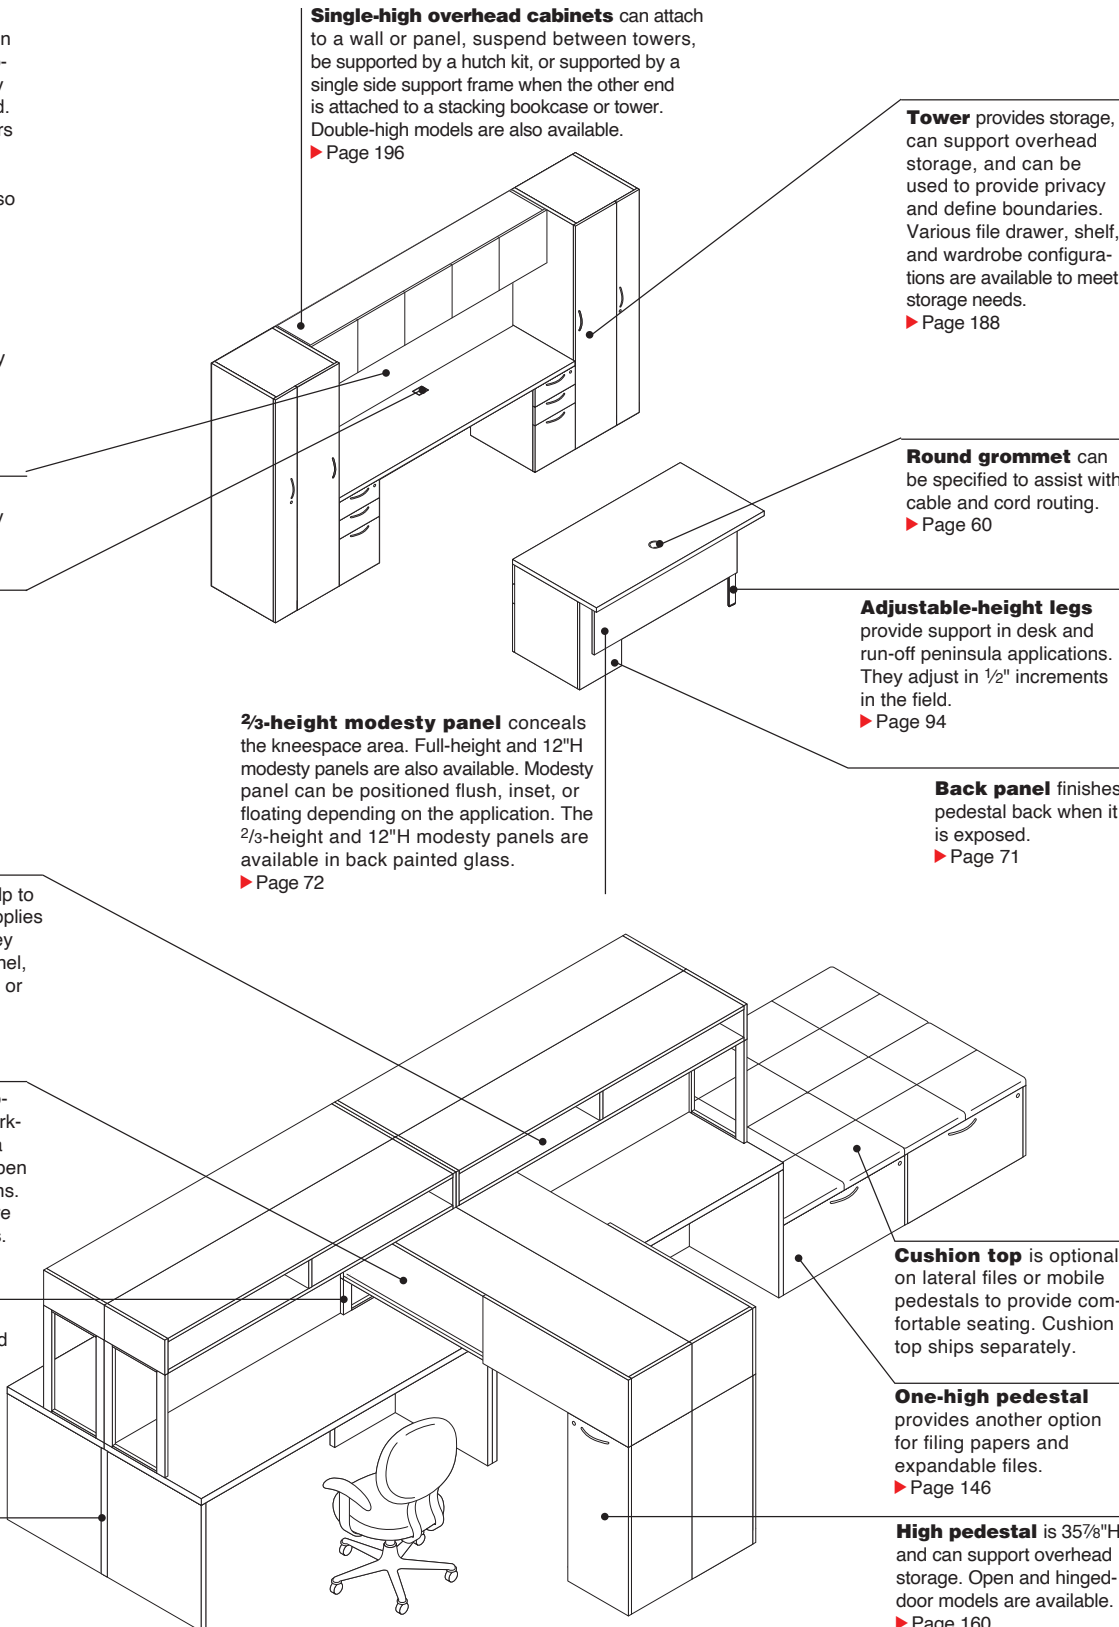 Single-high overhead cabinets can attach
to a wall or panel, suspend between towers,
be supported by a hutch kit, or supported by a
single side support frame when the other end
is attached to a stacking bookcase or tower.
Double-high models are also available.
▶ Page 196
Tower provides storage,
can support overhead
storage, and can be
used to provide privacy
and define boundaries.
Various file drawer, shelf,
and wardrobe configura-
tions are available to meet
storage needs.
▶ Page 188
Round grommet can
be specified to assist with
cable and cord routing.
▶ Page 60
Adjustable-height legs
provide support in desk and
run-off peninsula applications.
They adjust in 1/2" increments
in the field.
▶ Page 94
2/3-height modesty panel conceals
the kneespace area. Full-height and 12"H
modesty panels are also available. Modesty
panel can be positioned flush, inset, or
floating depending on the application. The
2/3-height and 12"H modesty panels are
available in back painted glass.
▶ Page 72
Back panel finishes
pedestal back when it
is exposed.
▶ Page 71
to
or
Cushion top is optional
on lateral files or mobile
pedestals to provide com-
fortable seating. Cushion
top ships separately.
One-high pedestal
provides another option
for filing papers and
expandable files.
▶ Page 146
High pedestal is 35 7/8"H
and can support overhead
storage. Open and hinged-
door models are available.
▶ Page 160